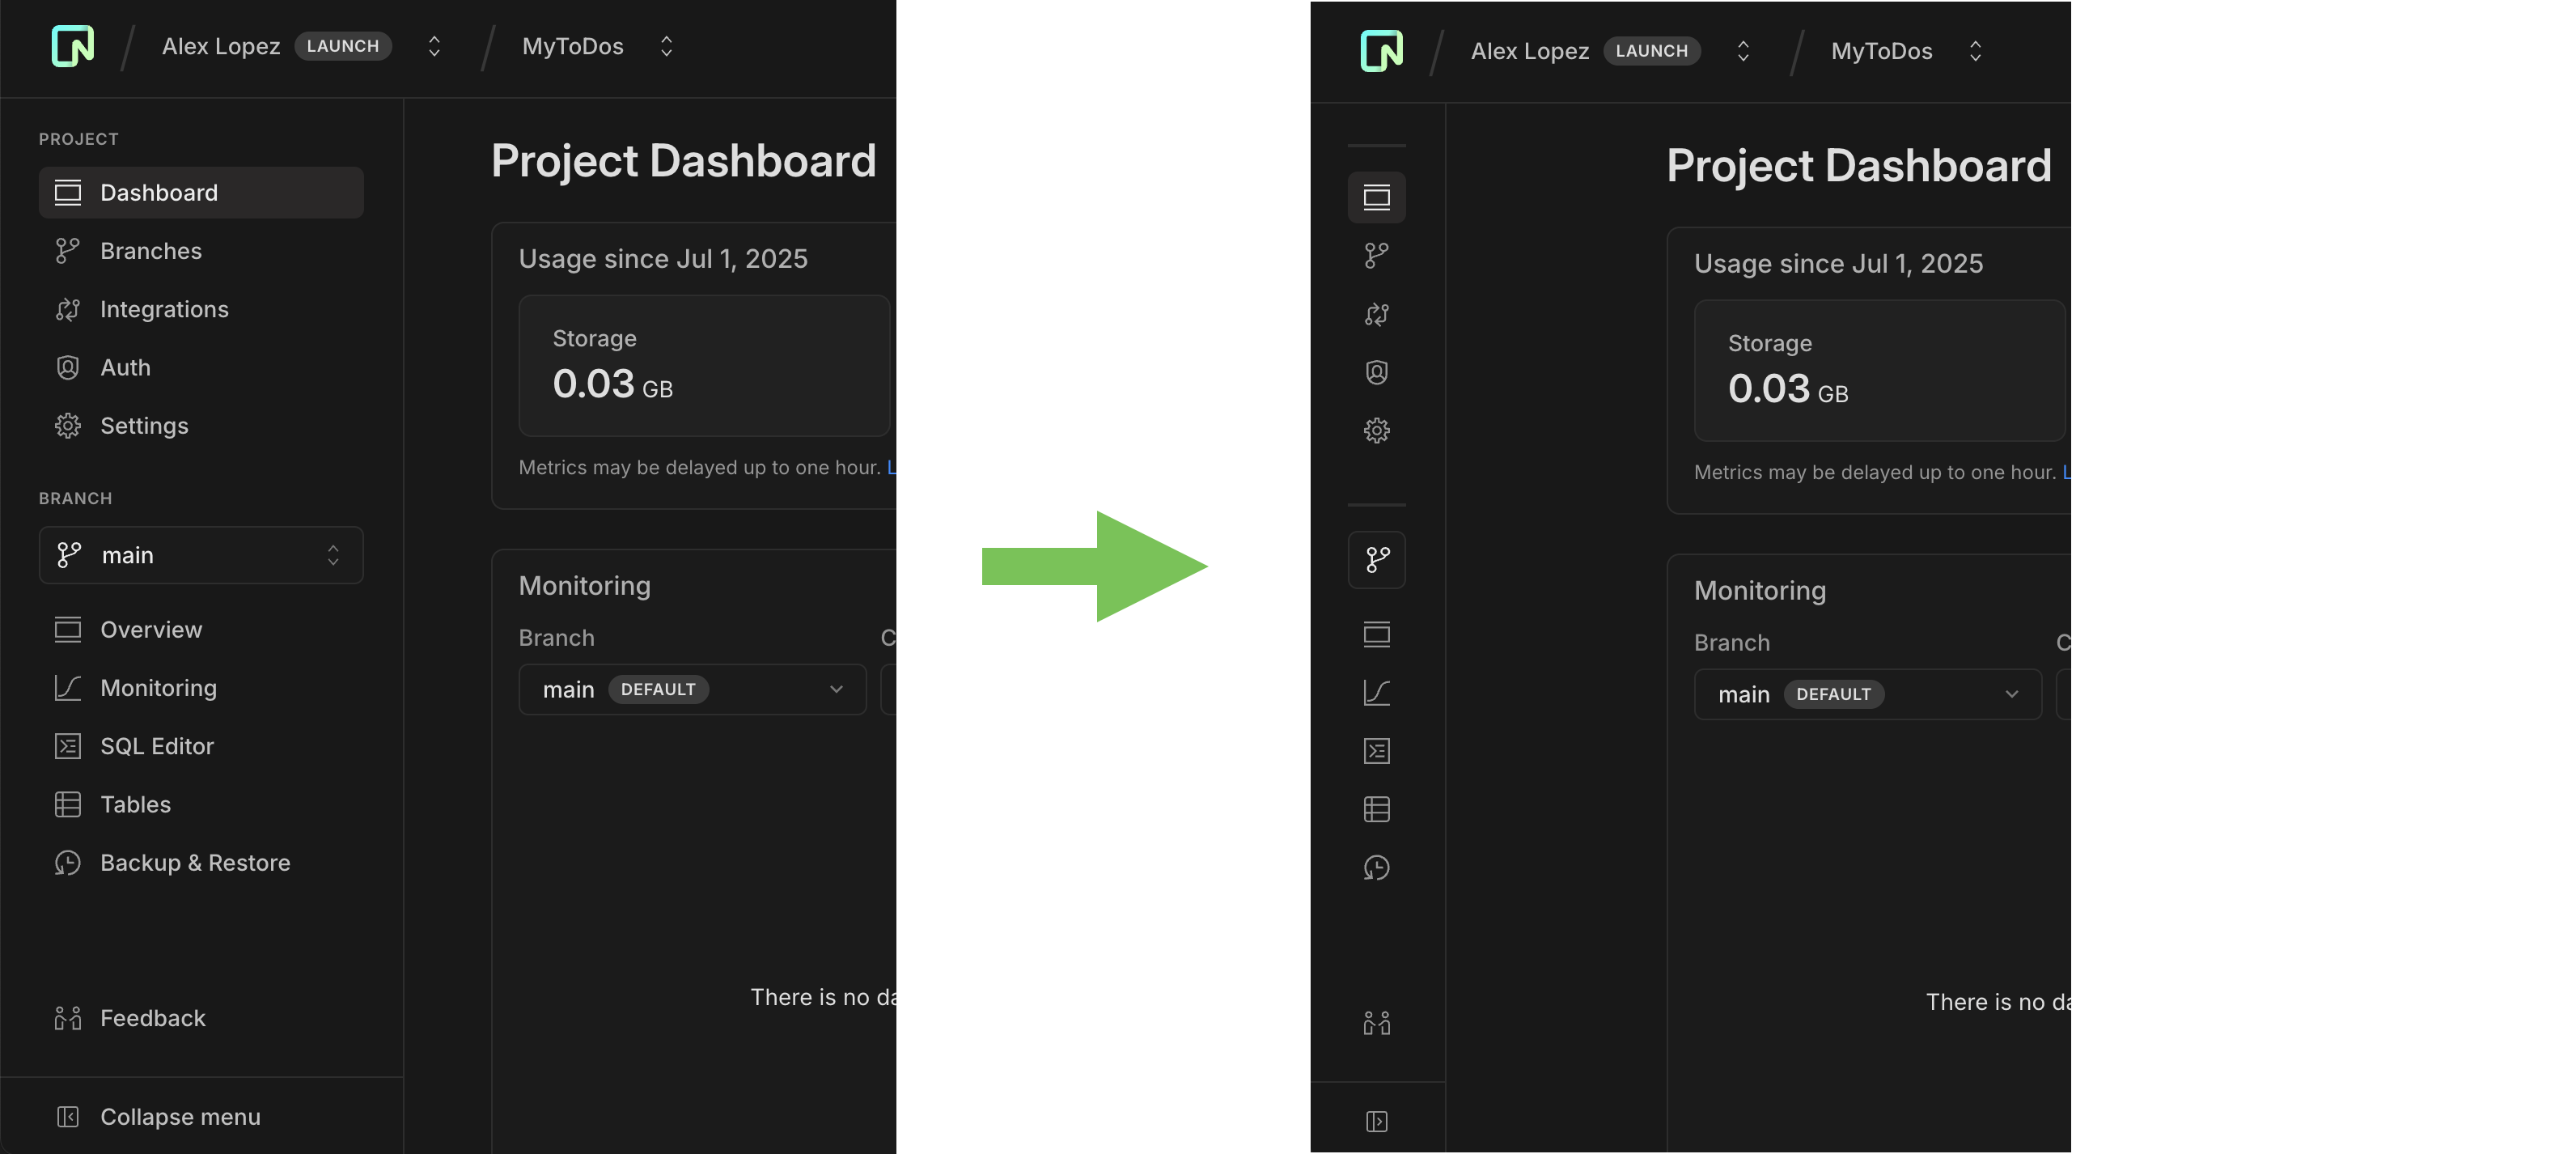 Alex Lopez LAUNCH MyToDos
PROJECT
Dashboard
Branches
Integrations
Auth
Settings
BRANCH
main
Overview
Monitoring
SQL Editor
Tables
Backup & Restore
Feedback
Collapse menu
Project Dashboard
Usage since Jul 1, 2025
Storage
0.03 GB
Metrics may be delayed up to one hour. L
Monitoring
Branch C
main DEFAULT
There is no da
Alex Lopez LAUNCH MyToDos
Project Dashboard
Usage since Jul 1, 2025
Storage
0.03 GB
Metrics may be delayed up to one hour. L
Monitoring
Branch C
main DEFAULT
There is no da